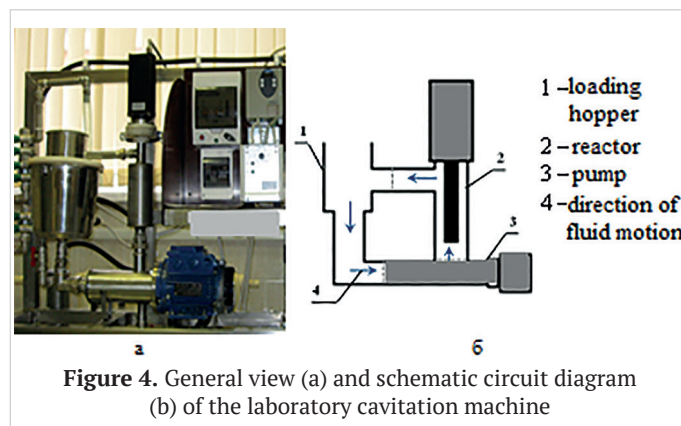 1 –loading
hopper
2 – reactor
3 – pump
4 –direction of
fluid motion
1
2
3
4
а
б
Figure 4. General view (a) and schematic circuit diagram
(b) of the laboratory cavitation machine